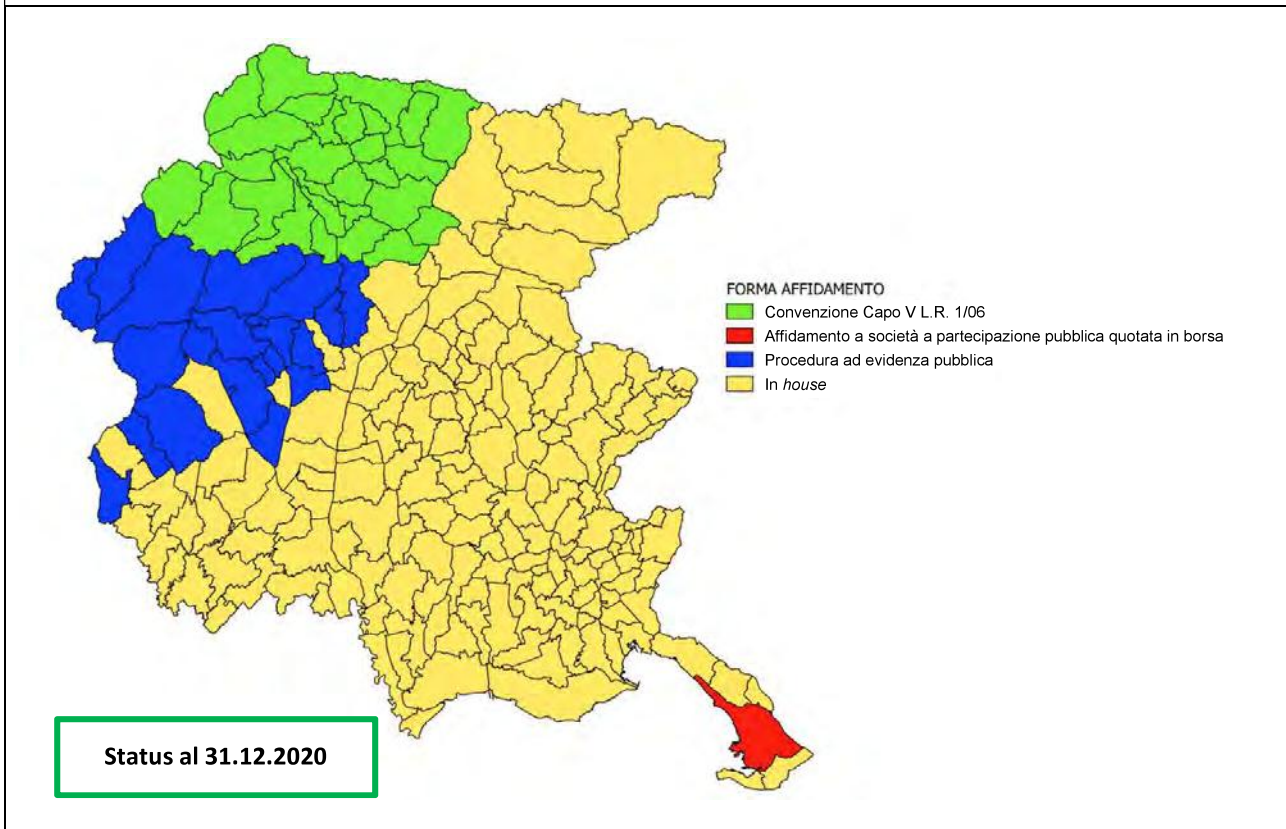 FORMA AFFIDAMENTO
Convenzione Capo V L.R. 1/06
Affidamento a società a partecipazione pubblica quotata in borsa
Procedura ad evidenza pubblica
In house
Status al 31.12.2020